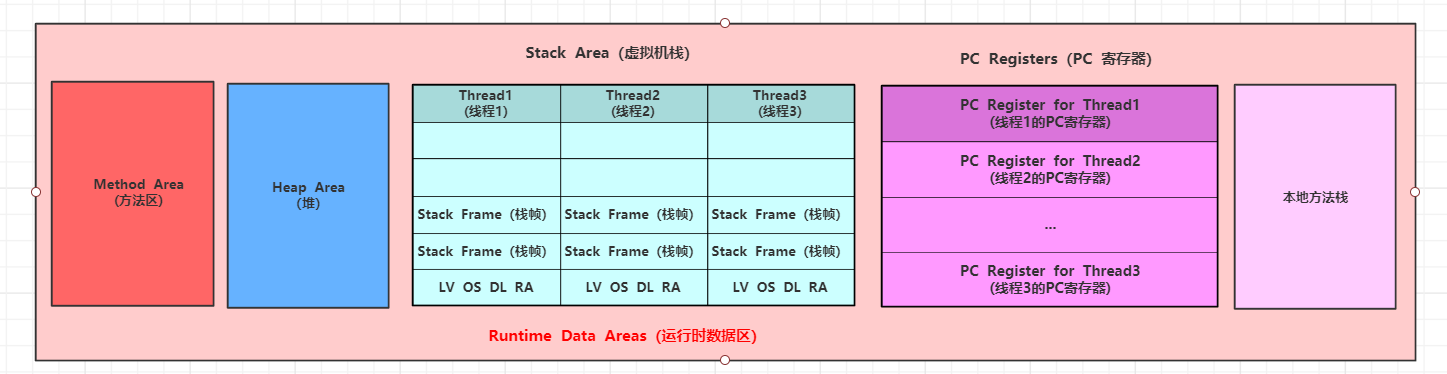 Stack Area (虚拟机栈)
PC Registers (PC 寄存器)
Method Area
(方法区)
Heap Area
(堆)
Thread1
(线程1)
Thread2
(线程2)
Thread3
(线程3)
Stack Frame (栈帧) Stack Frame (栈帧) Stack Frame (栈帧)
Stack Frame (栈帧) Stack Frame (栈帧) Stack Frame (栈帧)
LV OS DL RA LV OS DL RA LV OS DL RA
PC Register for Thread1
(线程1的PC寄存器)
PC Register for Thread2
(线程2的PC寄存器)
...
PC Register for Thread3
(线程3的PC寄存器)
本地方法栈
Runtime Data Areas (运行时数据区)